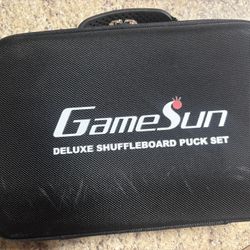 GameSun
DELUXE SHUFFLEBOARD PUCK SET